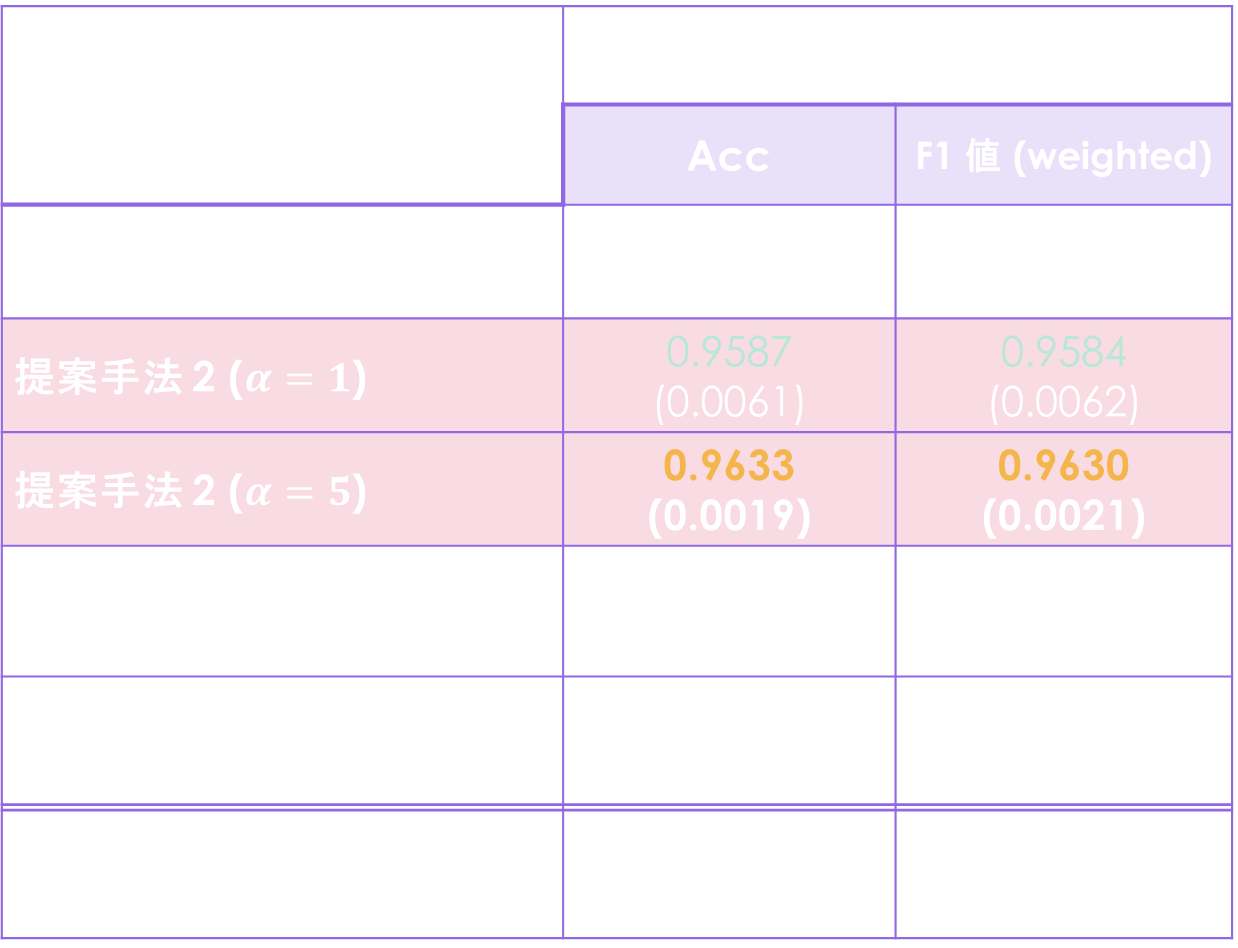 Acc
F1 値 (weighted)
提案手法 2 (𝛼 = 1)
0.9587
(0.0061)
0.9584
(0.0062)
提案手法 2 (𝛼 = 5)
0.9633
(0.0019)
0.9630
(0.0021)